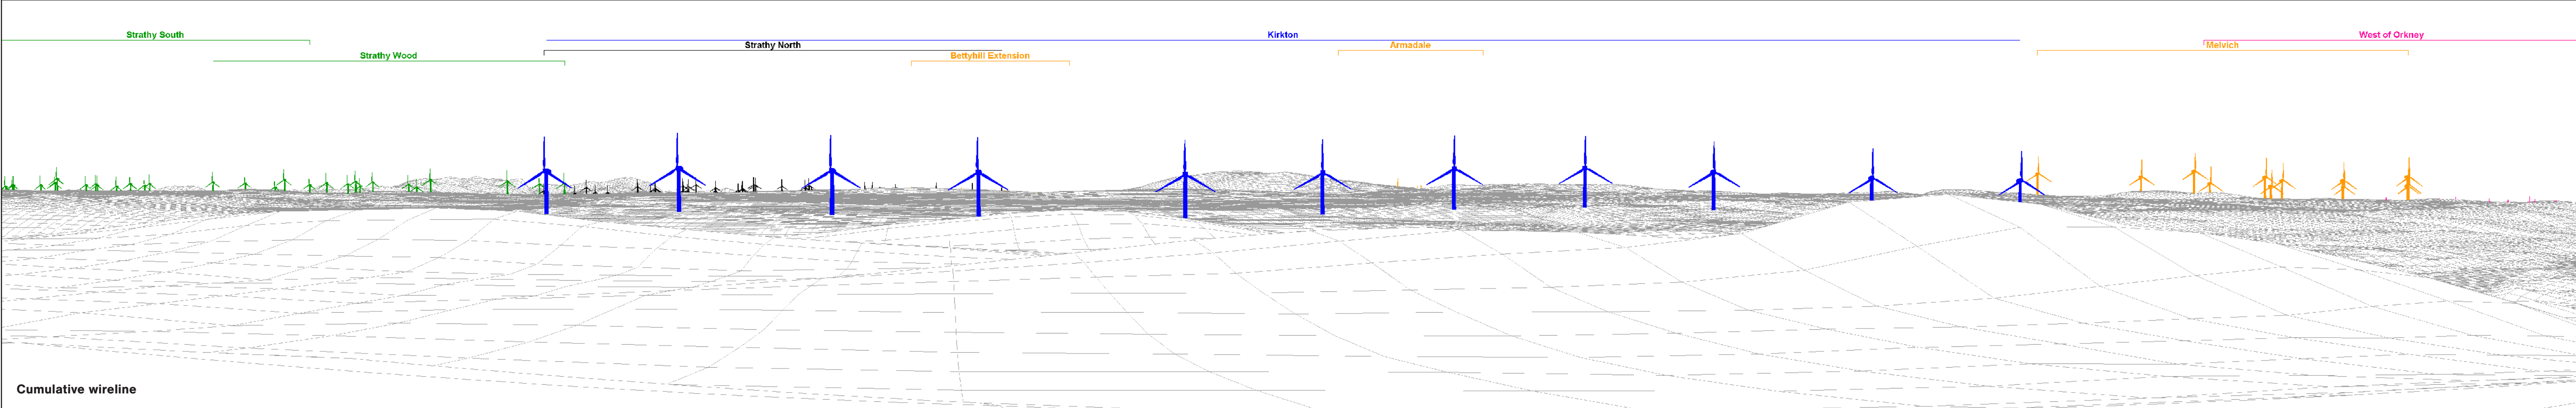 Strathy South
Kirkton
West of Orkney
Strathy North
Armadale
Melvich
Strathy Wood
Bettyhill Extension
Cumulative wireline